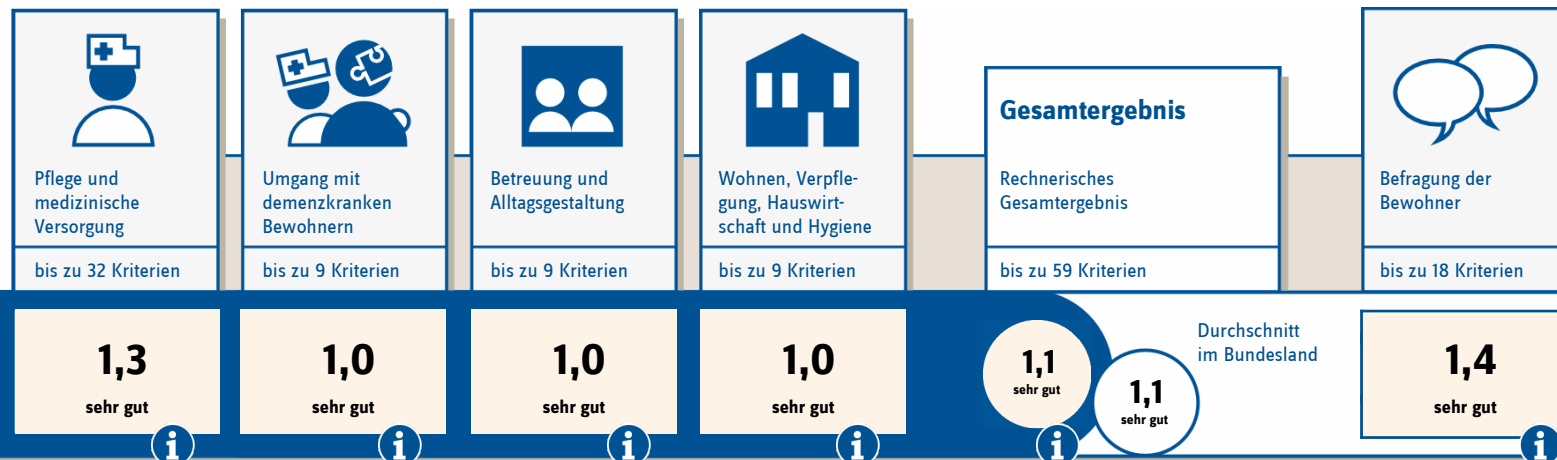 Pflege und
medizinische
Versorgung
bis zu 32 Kriterien
1,3
sehr gut
i
Umgang mit
demenzkranken
Bewohnern
bis zu 9 Kriterien
1,0
sehr gut
i
Betreuung und
Alltagsgestaltung
bis zu 9 Kriterien
1,0
sehr gut
i
Wohnen, Verpfle-
gung, Hauswirt-
schaft und Hygiene
bis zu 9 Kriterien
1,0
sehr gut
i
Gesamtergebnis
Rechnerisches
Gesamtergebnis
bis zu 59 Kriterien
1,1
sehr gut
i
Durchschnitt
im Bundesland
1,1
sehr gut
Befragung der
Bewohner
bis zu 18 Kriterien
1,4
sehr gut
i